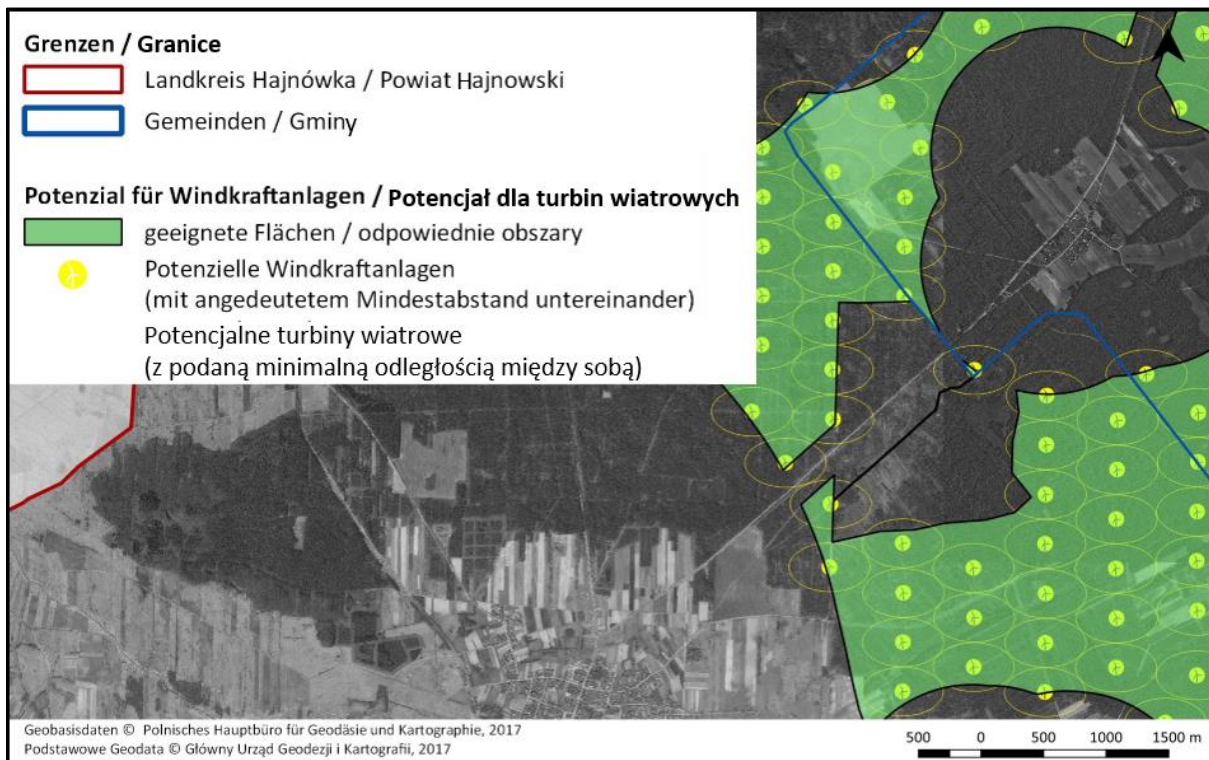 Grenzen / Granice
Landkreis Hajnówka / Powiat Hajnowski
Gemeinden / Gminy
Potenzial für Windkraftanlagen / Potencjał dla turbin wiatrowych
geeignete Flächen / odpowiednie obszary
Potenzielle Windkraftanlagen
(mit angedeutetem Mindestabstand untereinander)
Potencjalne turbiny wiatrowe
(z podaną minimalną odległością między sobą)
Geobasisdaten © Polnisches Hauptbüro für Geodäsie und Kartographie, 2017
Podstawowe Geodata © Główny Urząd Geodezji i Kartografii, 2017
500 0 500 1000 1500 m